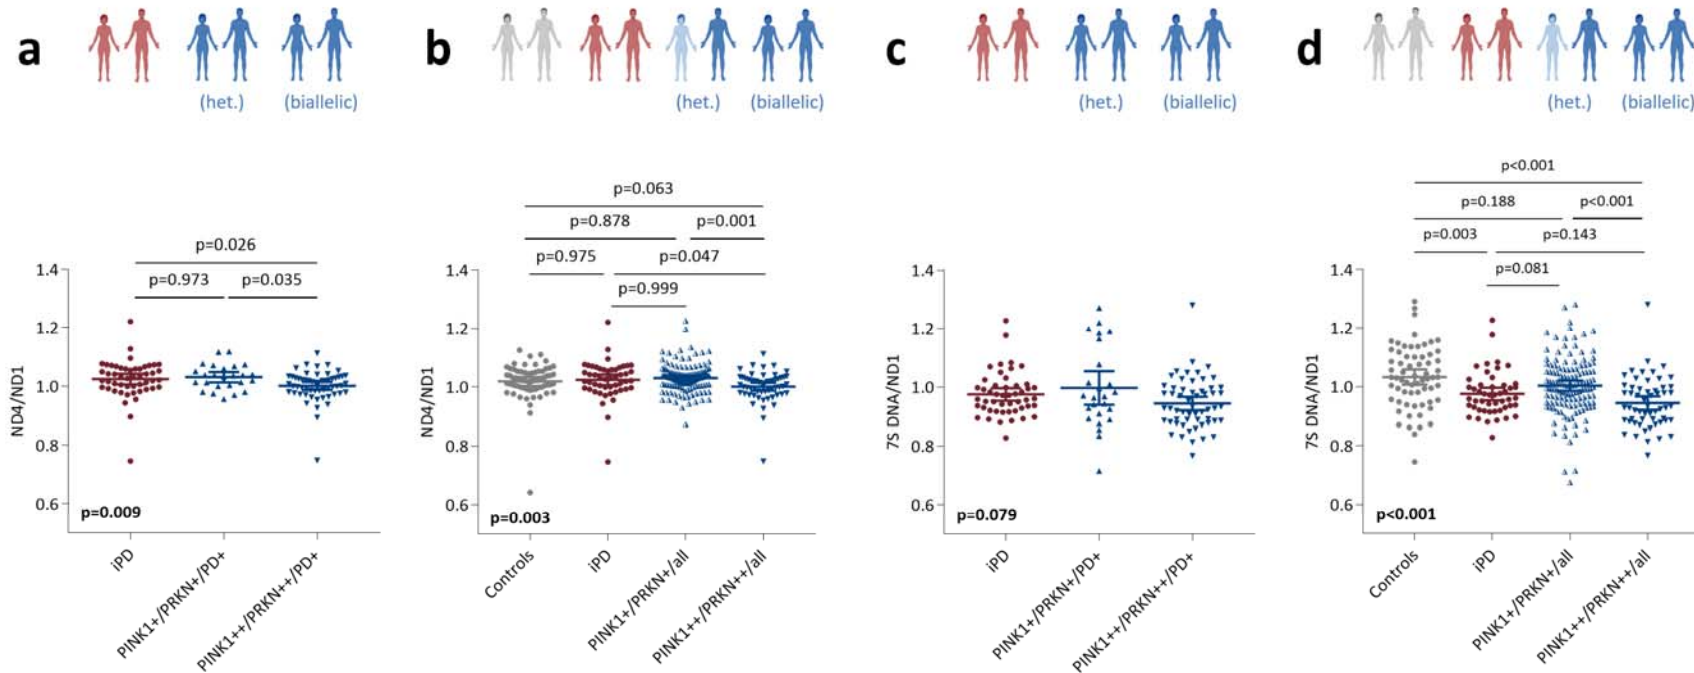 a
(het.)
(biallelic)
p=0.026
p=0.973
p=0.035
1.4
1.2
1.0
0.8
0.6
ND4/ND1
p=0.009
iPD
PINK1+/PRKN+/PD+
PINK1++/PRKN++/PD+
b
(het.)
(biallelic)
p=0.063
p=0.878
p=0.001
p=0.975
p=0.047
p=0.999
1.4
1.2
1.0
0.8
0.6
ND4/ND1
p=0.003
Controls
iPD
PINK1+/PRKN+/all
PINK1++/PRKN++/all
c
(het.)
(biallelic)
1.4
1.2
1.0
0.8
0.6
7S DNA/ND1
p=0.079
iPD
PINK1+/PRKN+/PD+
PINK1++/PRKN++/PD+
d
(het.)
(biallelic)
p<0.001
p=0.188
p<0.001
p=0.003
p=0.143
p=0.081
1.4
1.2
1.0
0.8
0.6
7S DNA/ND1
p<0.001
Controls
iPD
PINK1+/PRKN+/all
PINK1++/PRKN++/all